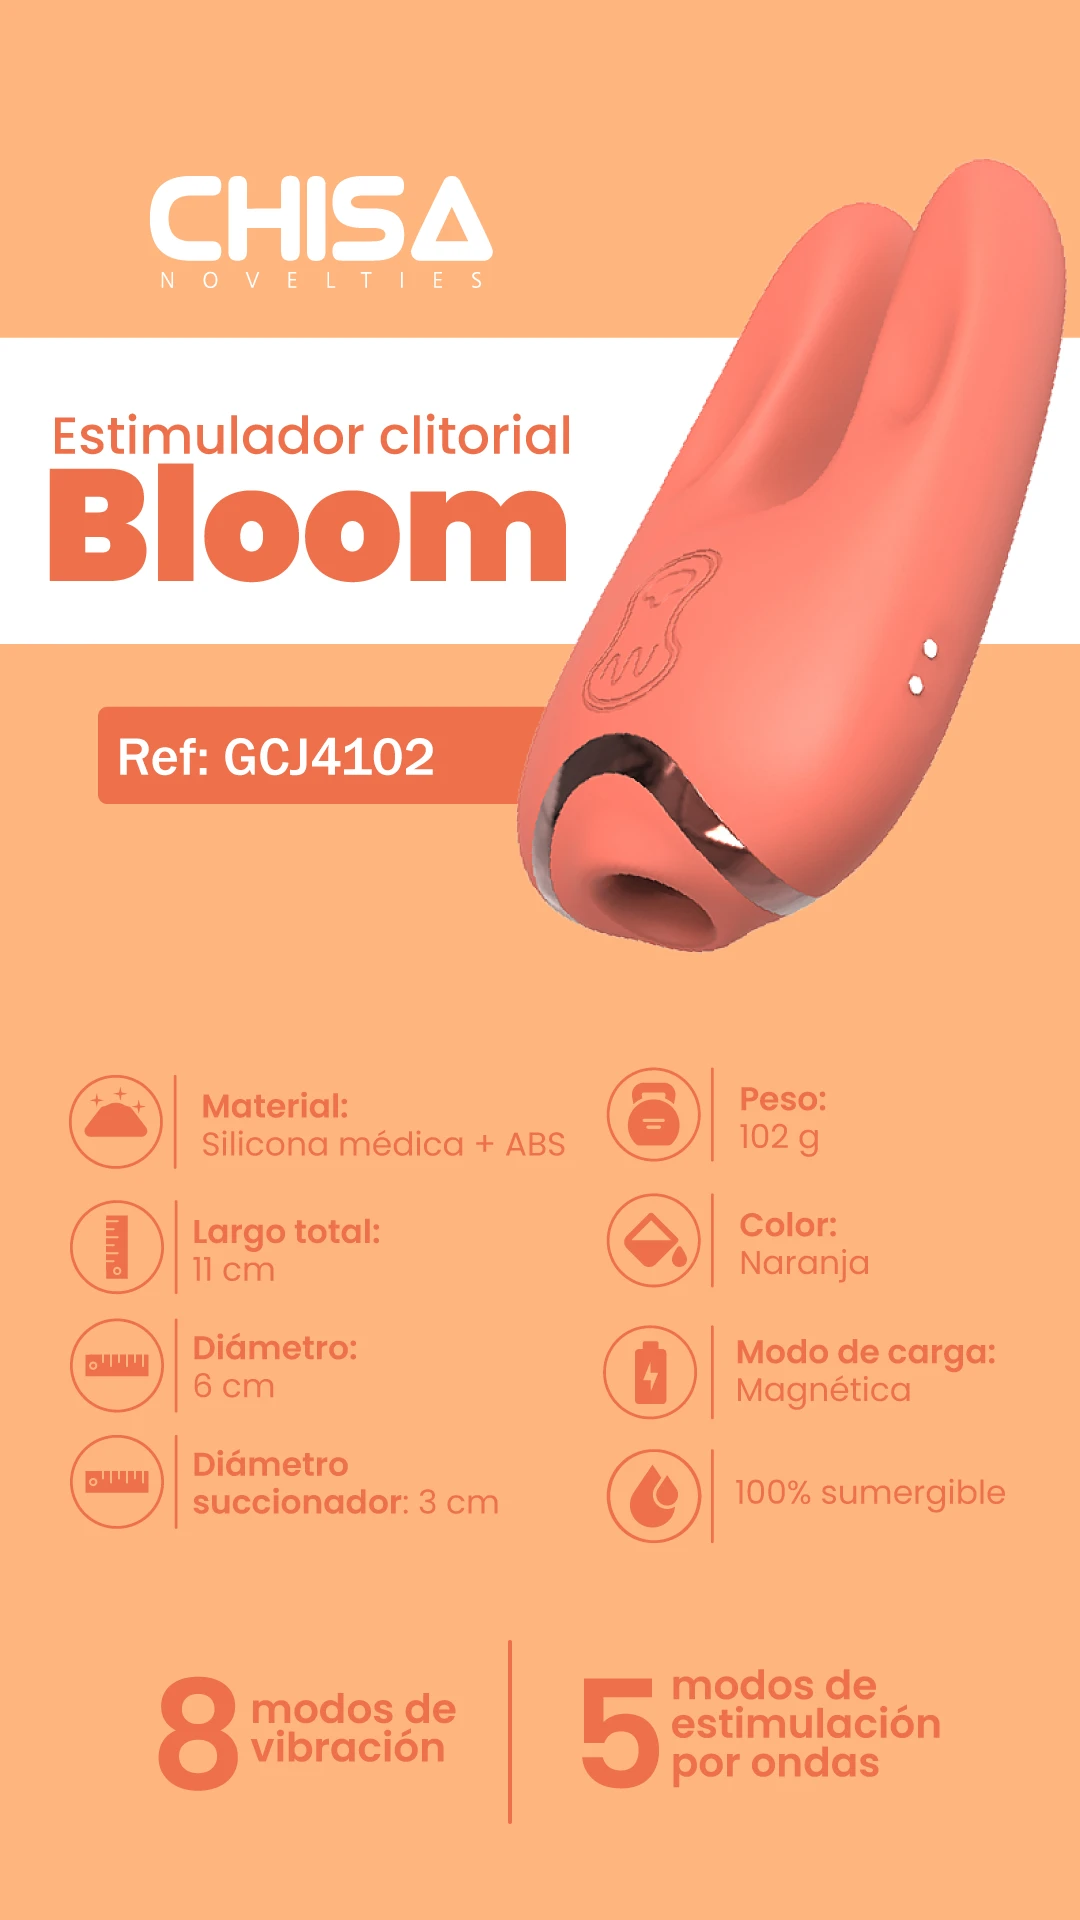 CHISA
NOVELTIES
Estimulador clitorial
Bloom
Ref: GCJ4102
Material:
Silicona médica + ABS
Largo total:
11 cm
Diámetro:
6 cm
Diámetro
succionador: 3 cm
Peso:
102 g
Color:
Naranja
Modo de carga:
Magnética
100% sumergible
8 modos de
vibración
5 modos de
estimulación
por ondas